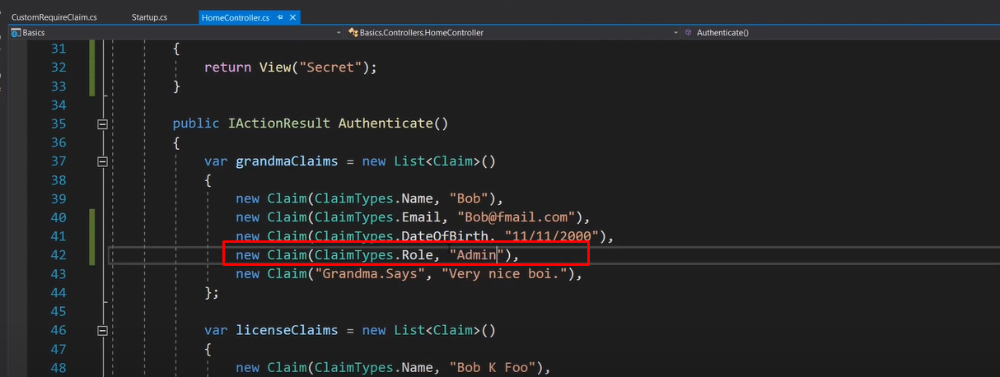 CustomRequireClaim.cs Startup.cs HomeController.cs
Basics Basics.Controllers.HomeController Authenticate()
31 {
32 return View("Secret");
33 }
34
35 public IActionResult Authenticate()
36 {
37 var grandmaClaims = new List<Claim>()
38 {
39 new Claim(ClaimTypes.Name, "Bob"),
40 new Claim(ClaimTypes.Email, "Bob@fmail.com"),
41 new Claim(ClaimTypes.DateOfBirth, "11/11/2000"),
42 new Claim(ClaimTypes.Role, "Admin"),
43 new Claim("Grandma.Says", "Very nice boi."),
44 };
45
46 var licenseClaims = new List<Claim>()
47 {
48 new Claim(ClaimTypes.Name, "Bob K Foo"),